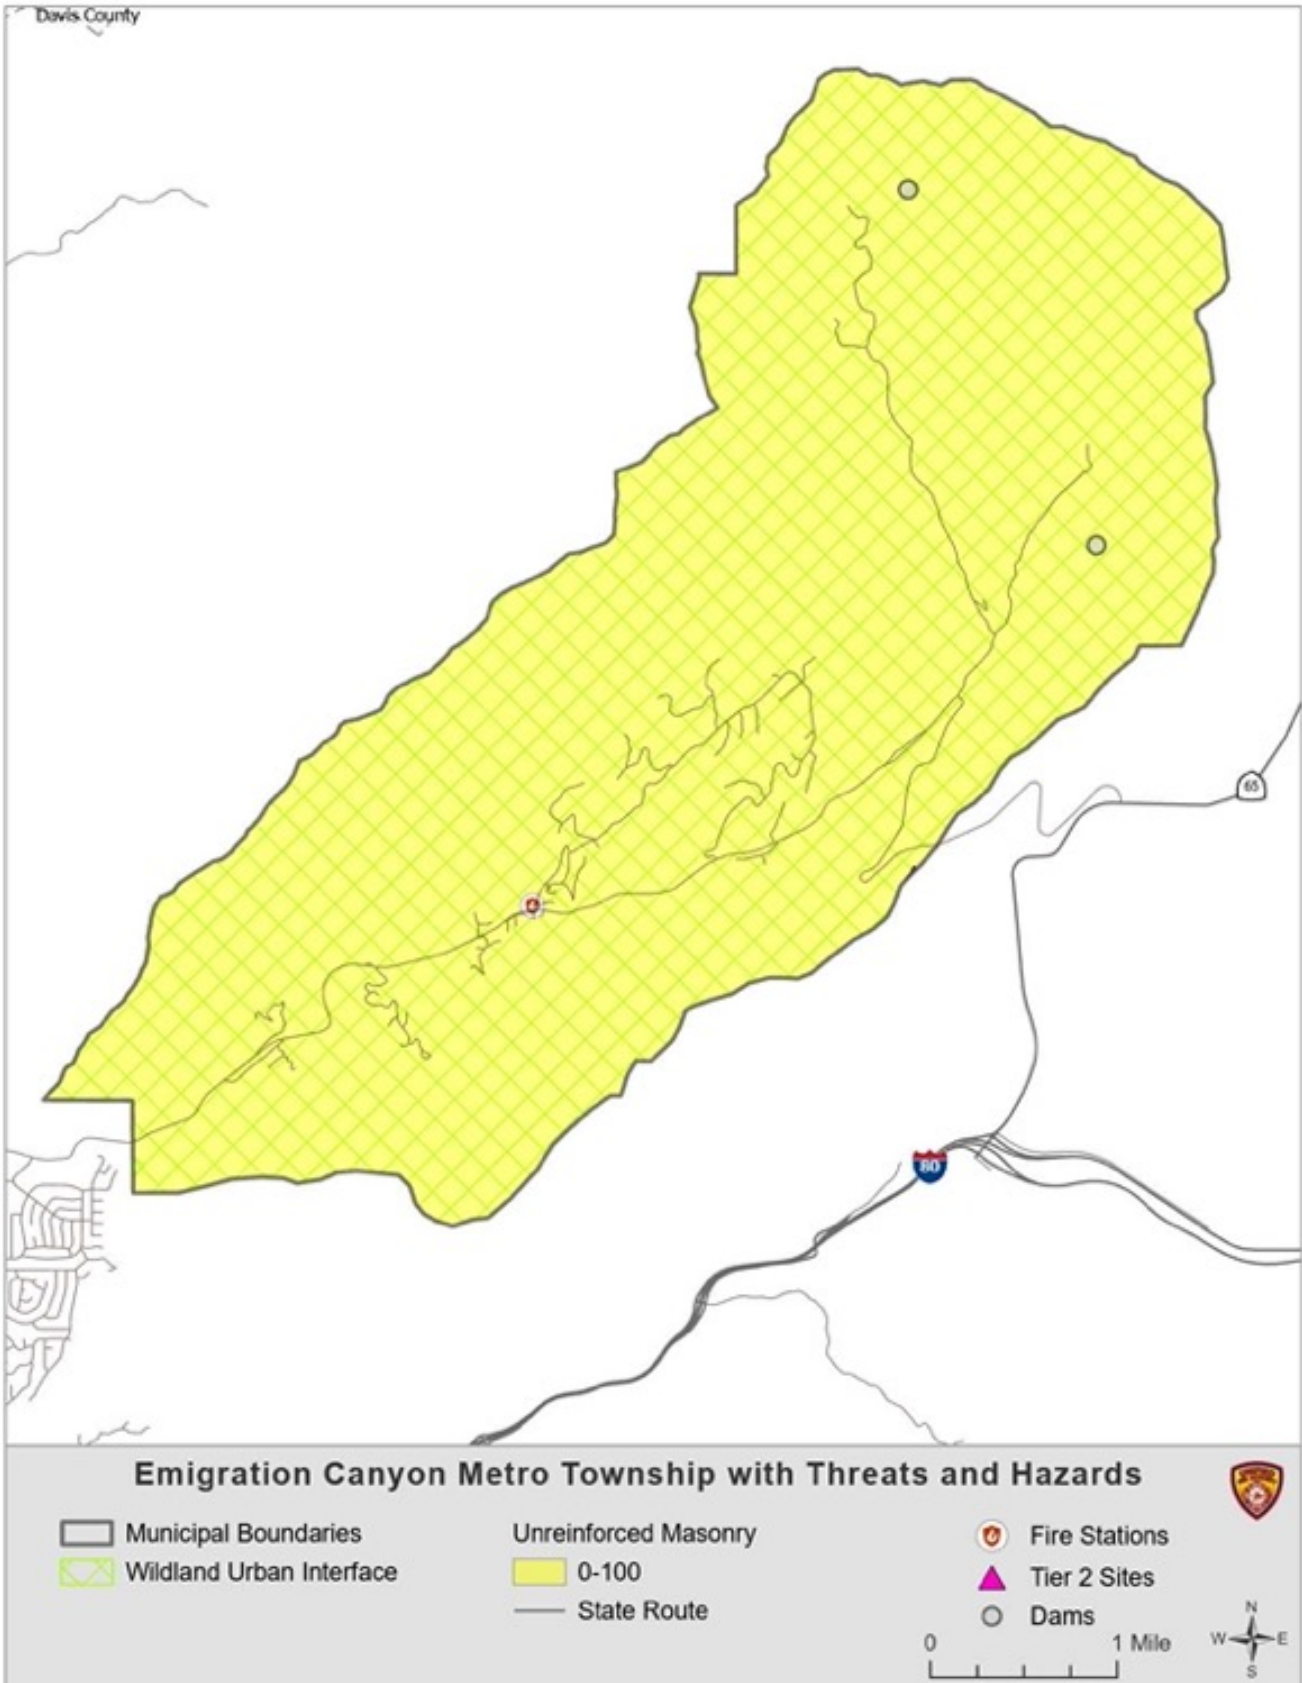 Davis County
65
80
Emigration Canyon Metro Township with Threats and Hazards
Municipal Boundaries
Wildland Urban Interface
Unreinforced Masonry
0-100
State Route
Fire Stations
Tier 2 Sites
Dams
0 1 Mile
N
W E
S